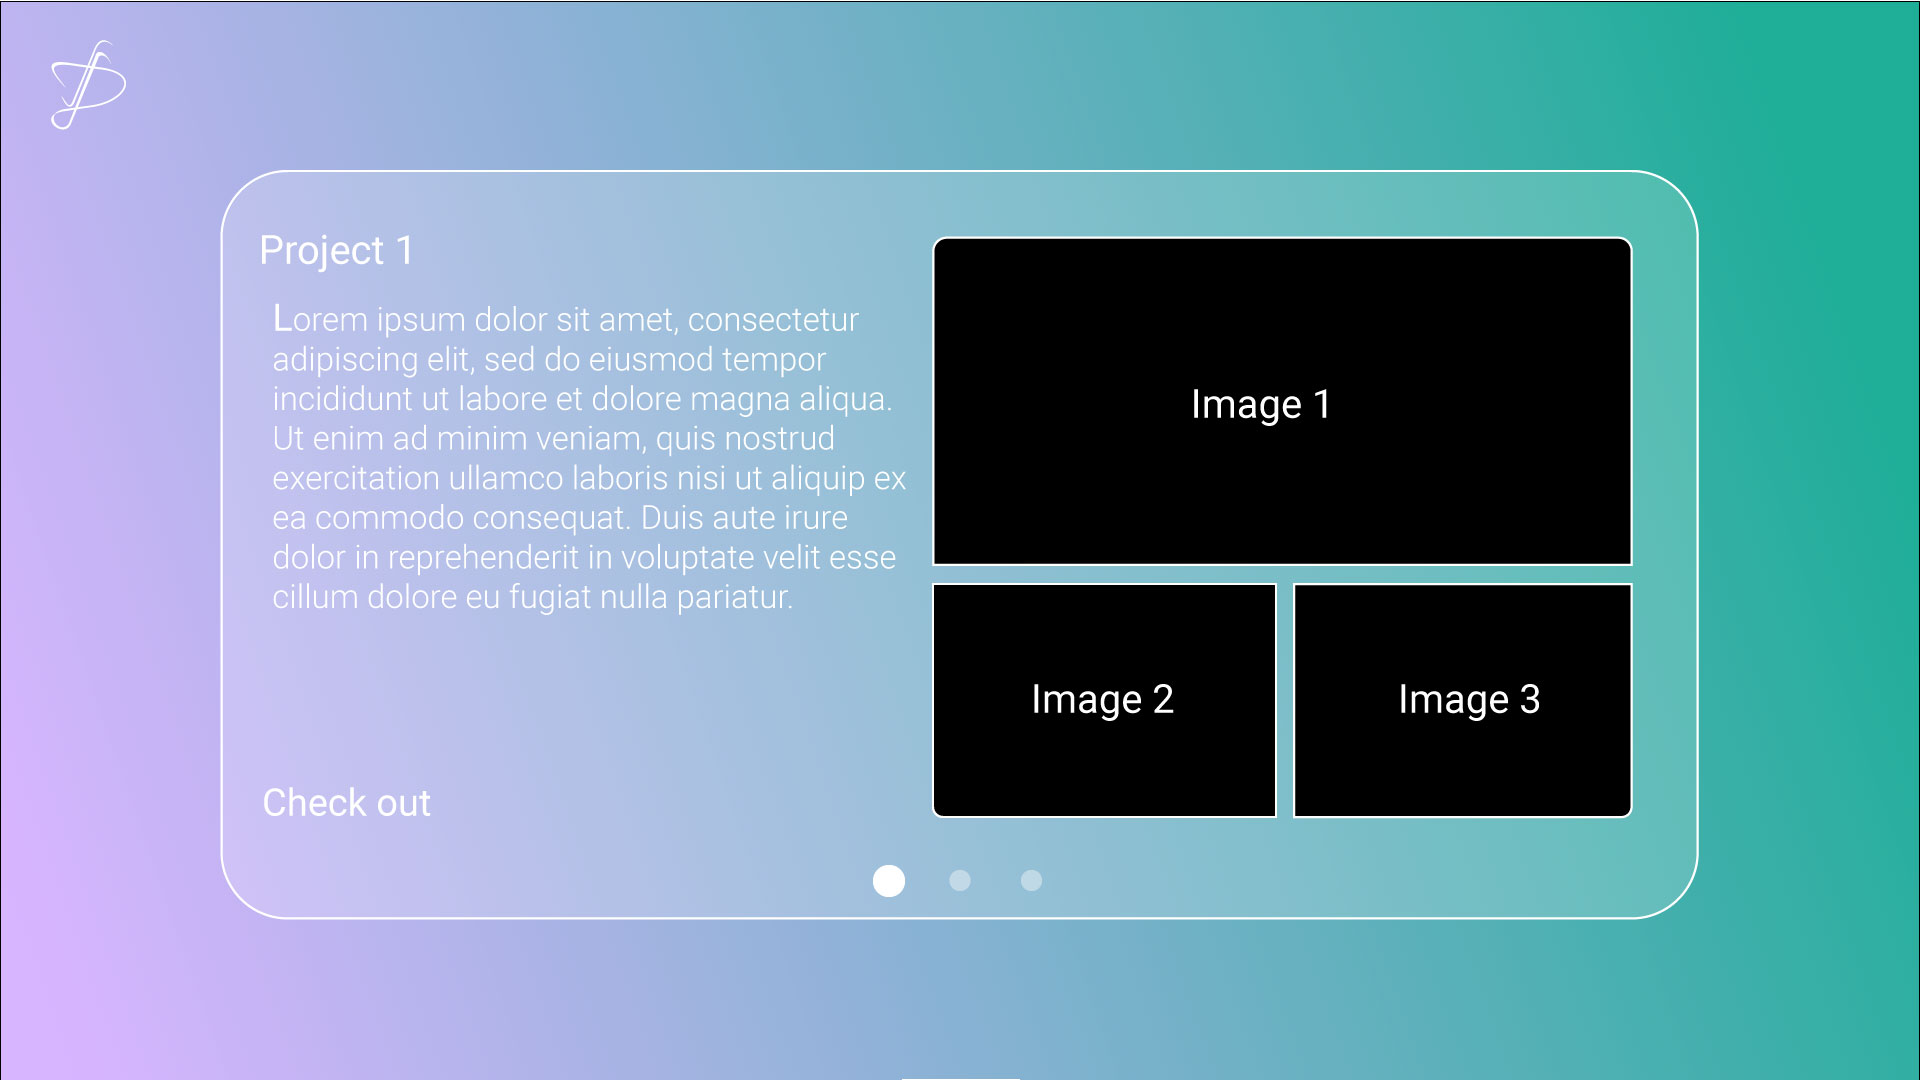 Project 1
Lorem ipsum dolor sit amet, consectetur
adipiscing elit, sed do eiusmod tempor
incididunt ut labore et dolore magna aliqua.
Ut enim ad minim veniam, quis nostrud
exercitation ullamco laboris nisi ut aliquip ex
ea commodo consequat. Duis aute irure
dolor in reprehenderit in voluptate velit esse
cillum dolore eu fugiat nulla pariatur.
Check out
Image 1
Image 2
Image 3